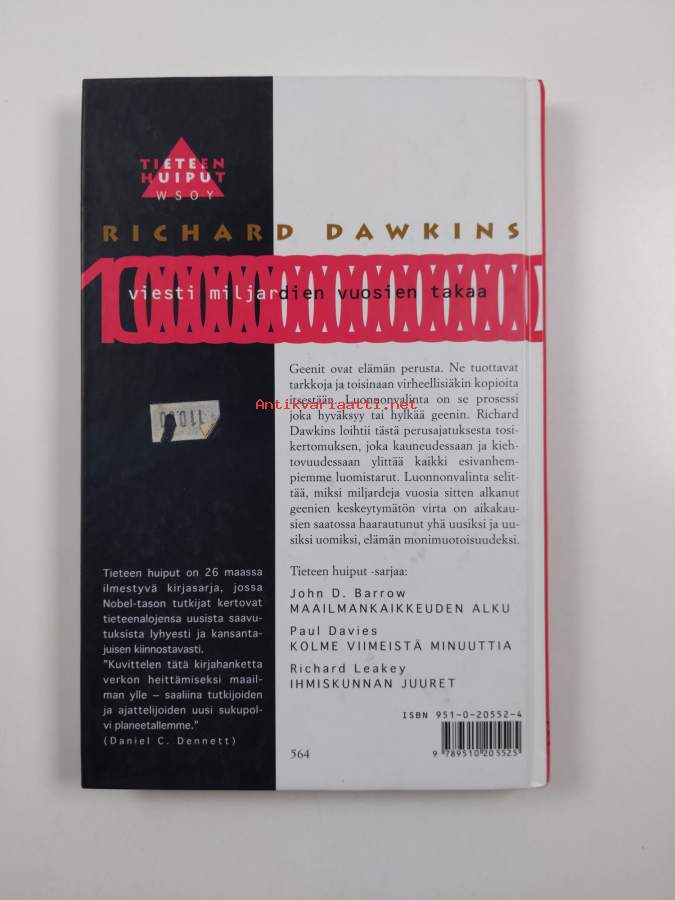 TIETEEN
HUIPUT
WSOY
RICHARD DAWKINS
viesti miljardien vuosien takaa
Geenit ovat elämän perusta. Ne tuottavat
tarkkoja ja toisinaan virheellisiäkin kopioita
itsestään. Luonnonvalinta on se prosessi
joka hyväksyy tai hylkää geenin. Richard
Dawkins loihtii tästä perusajatuksesta tosi-
kertomuksen, joka kauneudessaan ja kieh-
tovuudessaan ylittää kaikki esivanhem-
piemme luomistarut. Luonnonvalinta selit-
tää, miksi miljardeja vuosia sitten alkanut
geenien keskeytymätön virta on aikakau-
sien saatossa haarautunut yhä uusiksi ja uu-
siksi uomiksi, elämän monimuotoisuudeksi.
Antikvariaatti.net
110,00
Tieteen huiput on 26 maassa
ilmestyvä kirjasarja, jossa
Nobel-tason tutkijat kertovat
tieteenalojensa uusista saavu-
tuksista lyhyesti ja kansanta-
juisen kiinnostavasti.
"Kuvittelen tätä kirjahanketta
verkon heittämiseksi maail-
man ylle – saaliina tutkijoiden
ja ajattelijoiden uusi sukupol-
vi planeetallemme."
(Daniel C. Dennett)
Tieteen huiput -sarjaa:
John D. Barrow
MAAILMANKAIKKEUDEN ALKU
Paul Davies
KOLME VIIMEISTÄ MINUUTTIA
Richard Leakey
IHMISKUNNAN JUURET
ISBN 951-0-20552-4
9 789510 205525
564